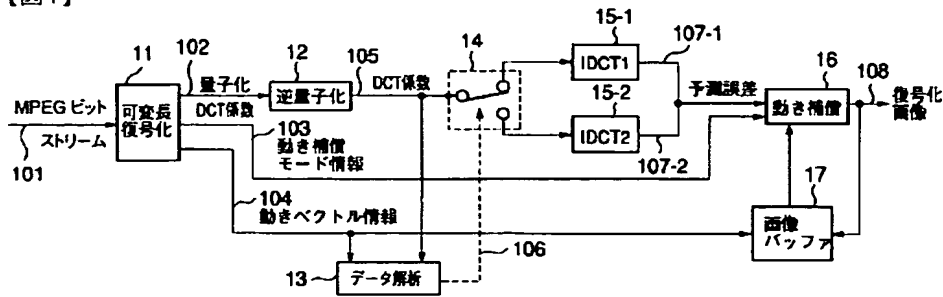 【図1】
15-1
11
102
12
105
14
107-1
量子化
DCT係数
IDCT1
16
108
MPEG ビット
ストリーム
101
可変長
復号化
DCT係数
逆量子化
15-2
予測誤差
動き補償
復号化
画像
103
動き補償
モード情報
IDCT2
107-2
17
104
動きベクトル情報
画像
バッファ
106
13
データ解析